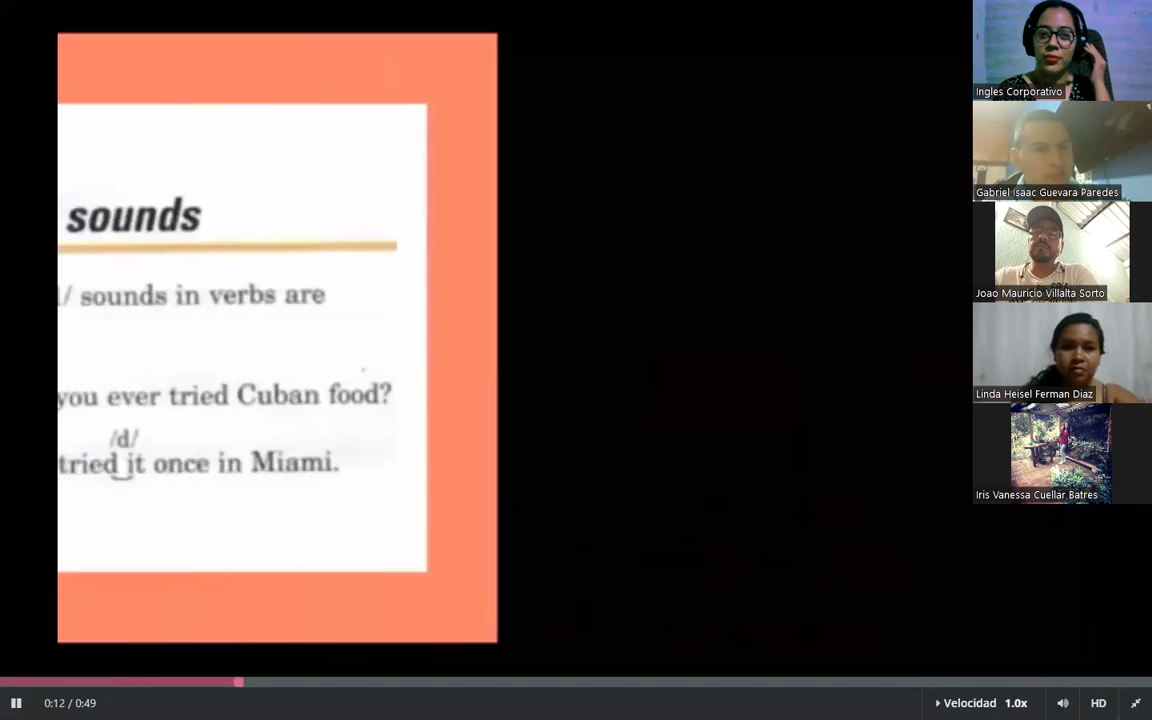 sounds
/ sounds in verbs are
you ever tried Cuban food?
/d/
tried it once in Miami.
Ingles Corporativo
Gabriel Isaac Guevara Paredes
Joao Mauricio Villalta Sorto
Linda Heisel Ferman Diaz
Iris Vanessa Cuellar Batres
0:12 / 0:49
Velocidad 1.0x
HD